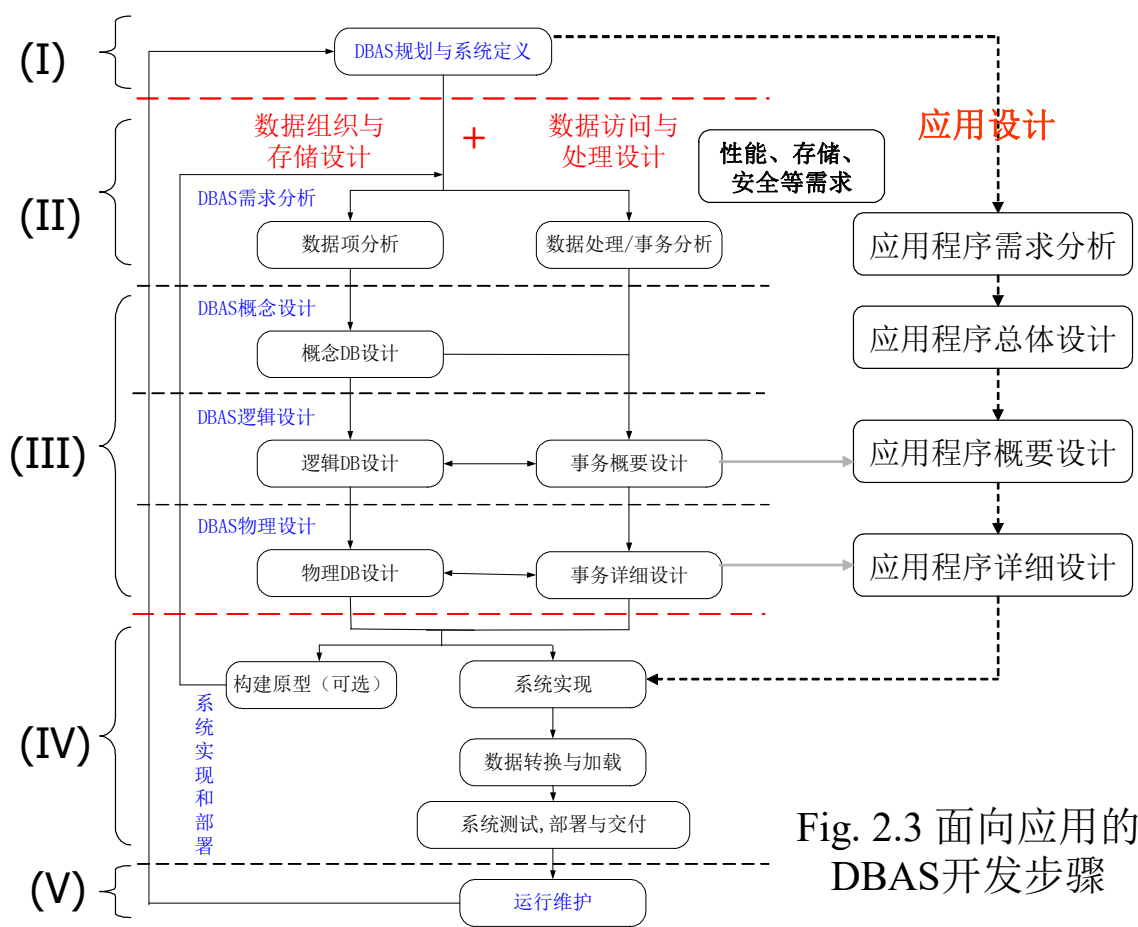 (I)
DBAS规划与系统定义
数据组织与
存储设计
+
数据访问与
处理设计
应用设计
性能、存储、
安全等需求
(II)
DBAS需求分析
数据项分析
数据处理/事务分析
应用程序需求分析
DBAS概念设计
概念DB设计
应用程序总体设计
(III)
DBAS逻辑设计
逻辑DB设计
事务概要设计
应用程序概要设计
DBAS物理设计
物理DB设计
事务详细设计
应用程序详细设计
(IV)
构建原型（可选）
系统实现
系统实现和部署
数据转换与加载
系统测试,部署与交付
(V)
运行维护
Fig. 2.3 面向应用的
DBAS开发步骤